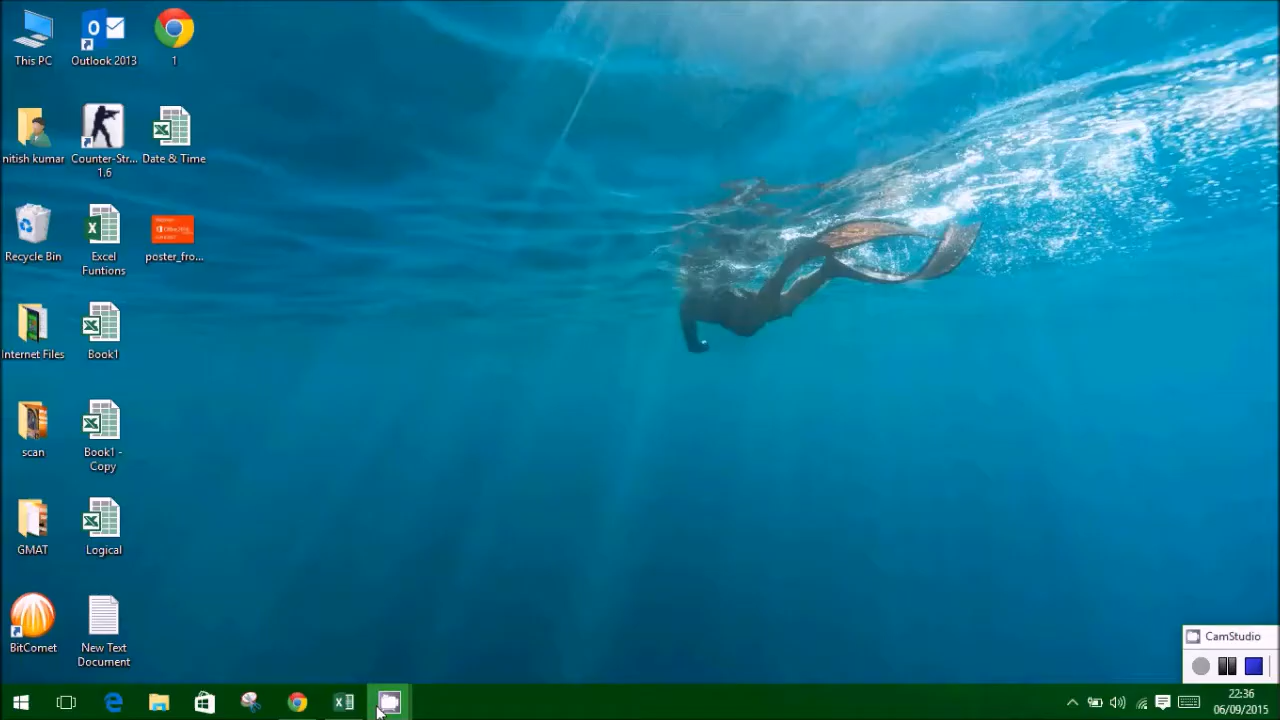 This PC
Outlook 2013
1
nitish kumar
Counter-Str...
1.6
Date & Time
Recycle Bin
Excel
Funtions
poster_fro...
Internet Files
Book1
scan
Book1 -
Copy
GMAT
Logical
BitComet
New Text
Document
CamStudio
22:36
06/09/2015